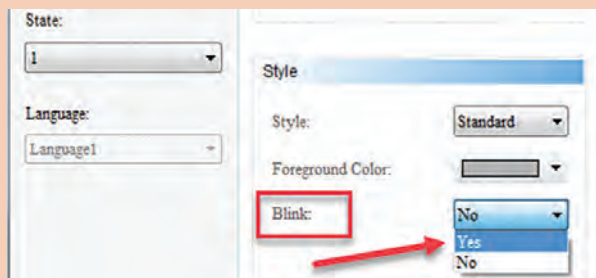 State:
1
Language:
Language1
Style
Style:
Standard
Foreground Color:
Blink:
No
Yes
No